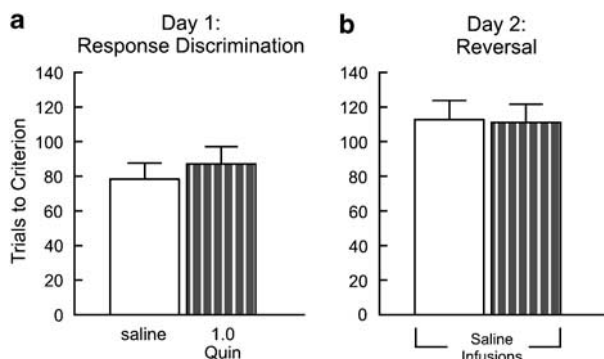 a
Day 1:
Response Discrimination
b
Day 2:
Reversal
Trials to Criterion
140
120
100
80
60
40
20
0
saline
1.0
Quin
140
120
100
80
60
40
20
0
Saline
Infusions